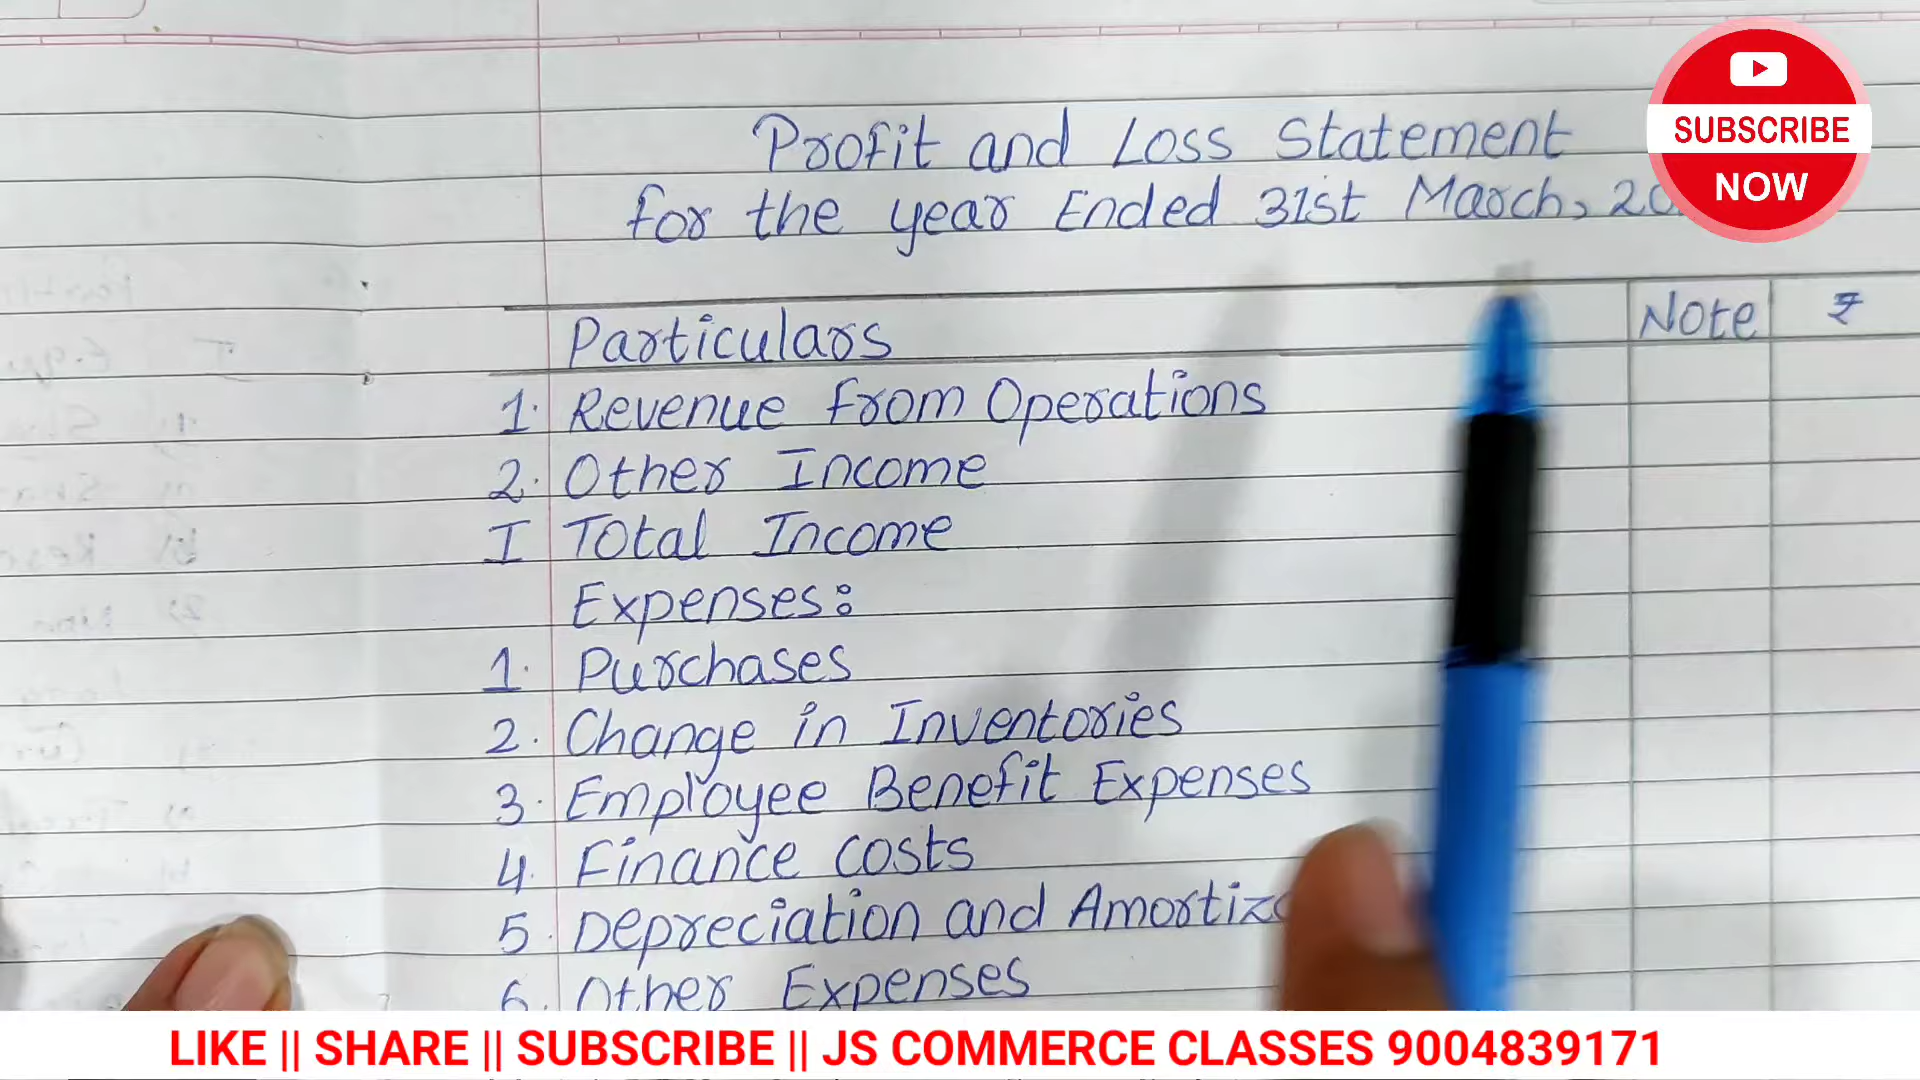 Profit and Loss Statement
for the year Ended 31st March, 20
SUBSCRIBE
NOW
Particulars Note ₹
1. Revenue from Operations
2. Other Income
I Total Income
Expenses:
1. Purchases
2. Change in Inventories
3. Employee Benefit Expenses
4. Finance costs
5. Depreciation and Amortiza
6. Other Expenses
LIKE || SHARE || SUBSCRIBE || JS COMMERCE CLASSES 9004839171